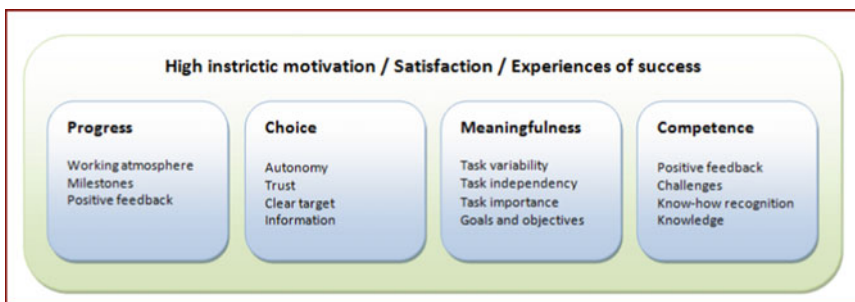 High instrictic motivation / Satisfaction / Experiences of success
Progress
Working atmosphere
Milestones
Positive feedback
Choice
Autonomy
Trust
Clear target
Information
Meaningfulness
Task variability
Task independency
Task importance
Goals and objectives
Competence
Positive feedback
Challenges
Know-how recognition
Knowledge